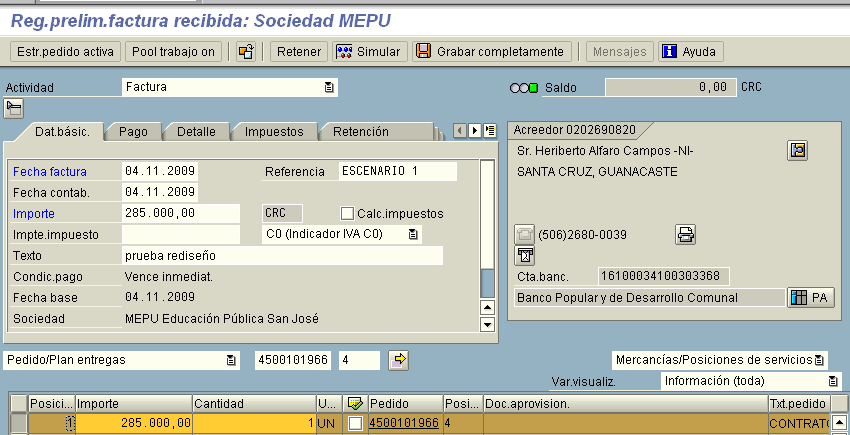 Reg.prelim.factura recibida: Sociedad MEPU
Estr.pedido activa Pool trabajo on Retener Simular Grabar completamente Mensajes Ayuda
Actividad Factura Saldo 0,00 CRC
Dat.básic. Pago Detalle Impuestos Retención
Acreedor 0202690820
Fecha factura 04.11.2009 Referencia ESCENARIO 1
Sr. Heriberto Alfaro Campos -NI-
Fecha contab. 04.11.2009
SANTA CRUZ, GUANACASTE
Importe 285.000,00 CRC Calc.impuestos
Impte.impuesto C0 (Indicador IVA C0)
(506)2680-0039
Texto prueba rediseño
Condic.pago Vence inmediat.
Cta.banc. 16100034100303368
Fecha base 04.11.2009
Banco Popular y de Desarrollo Comunal PA
Sociedad MEPU Educación Pública San José
Pedido/Plan entregas 4500101966 4 Mercancías/Posiciones de servicios
Var.visualiz. Información (toda)
Posici... Importe Cantidad U... Pedido Posi... Doc.aprovision. Txt.pedido
1 285.000,00 1 UN 4500101966 4 CONTRAT